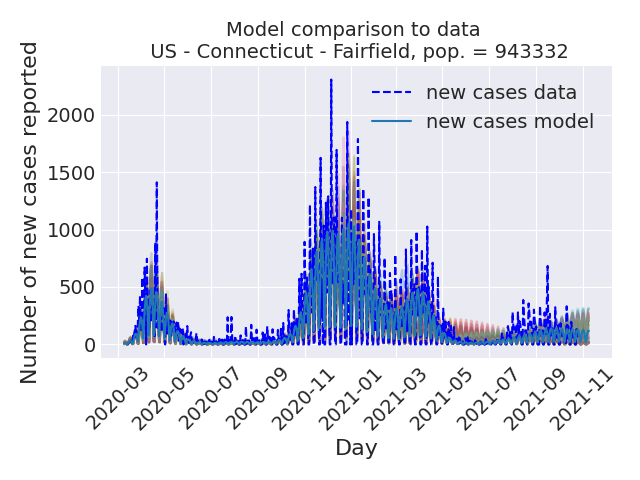 Model comparison to data
US - Connecticut - Fairfield, pop. = 943332
Number of new cases reported
2000
1500
1000
500
0
new cases data
new cases model
2020-03
2020-05
2020-07
2020-09
2020-11
2021-01
2021-03
2021-05
2021-07
2021-09
2021-11
Day